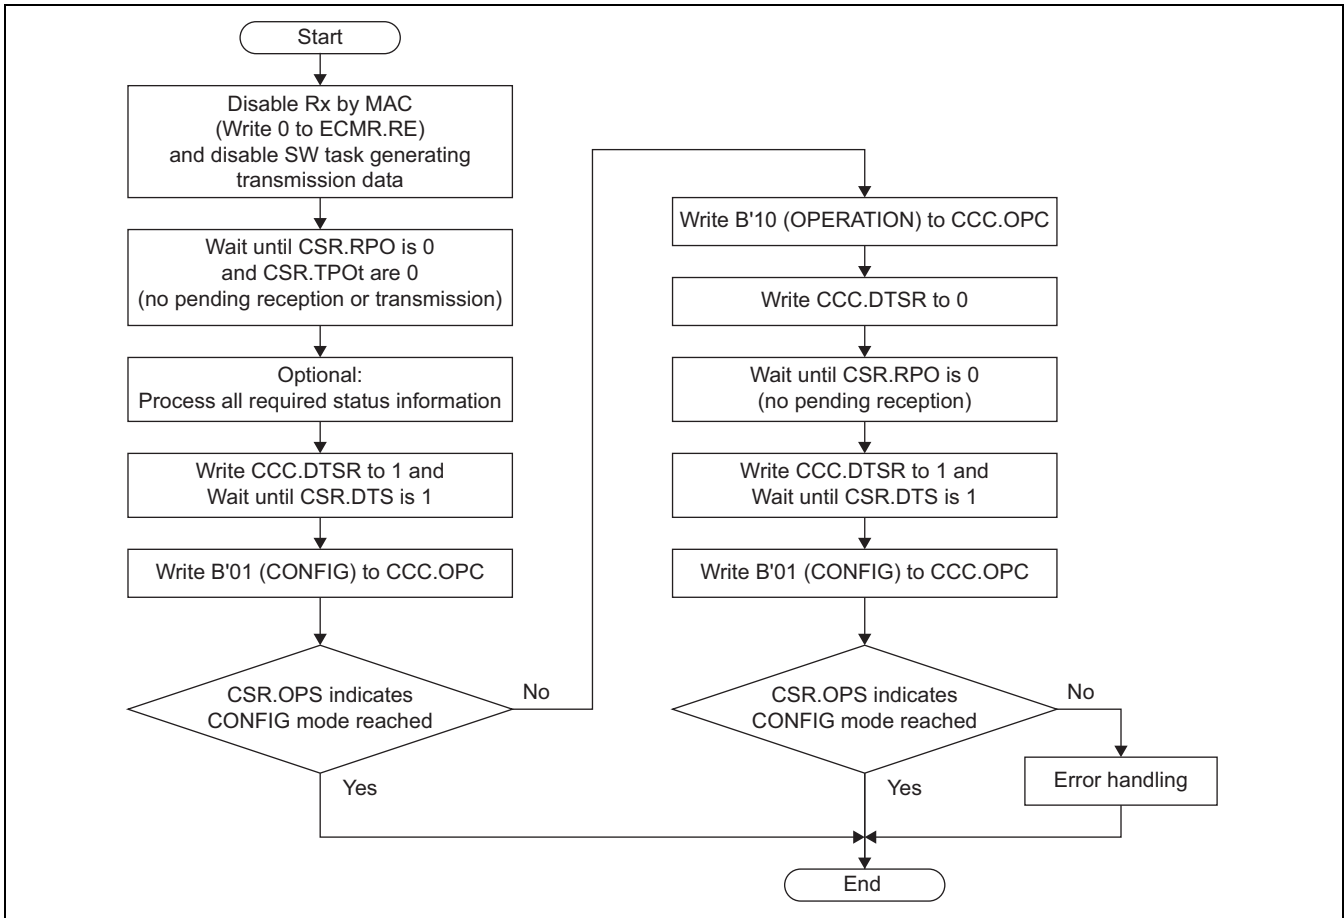 Start
Disable Rx by MAC
(Write 0 to ECMR.RE)
and disable SW task generating
transmission data
Wait until CSR.RPO is 0
and CSR.TPOt are 0
(no pending reception or transmission)
Optional:
Process all required status information
Write CCC.DTSR to 1 and
Wait until CSR.DTS is 1
Write B'01 (CONFIG) to CCC.OPC
CSR.OPS indicates
CONFIG mode reached
No
Yes
Write B'10 (OPERATION) to CCC.OPC
Write CCC.DTSR to 0
Wait until CSR.RPO is 0
(no pending reception)
Write CCC.DTSR to 1 and
Wait until CSR.DTS is 1
Write B'01 (CONFIG) to CCC.OPC
CSR.OPS indicates
CONFIG mode reached
No
Yes
Error handling
End